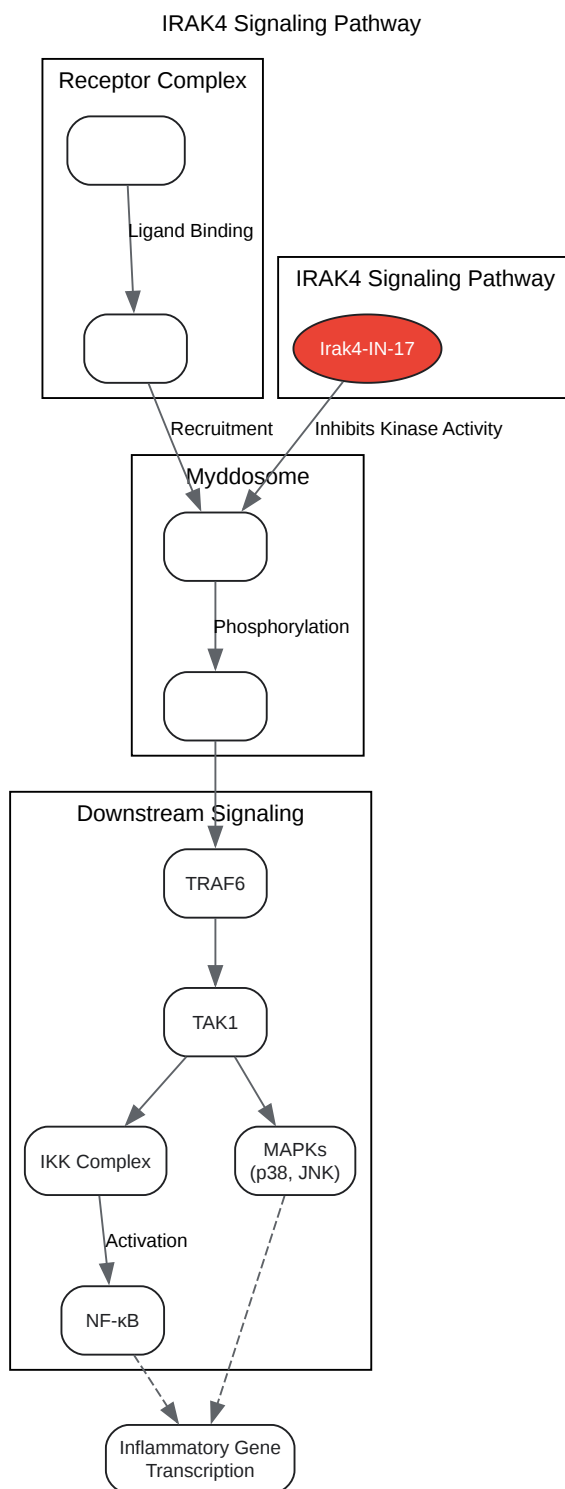 IRAK4 Signaling Pathway
Receptor Complex
Ligand Binding
IRAK4 Signaling Pathway
Irak4-IN-17
Recruitment
Inhibits Kinase Activity
Myddosome
Phosphorylation
Downstream Signaling
TRAF6
TAK1
IKK Complex
MAPKs
(p38, JNK)
Activation
NF-κB
Inflammatory Gene
Transcription